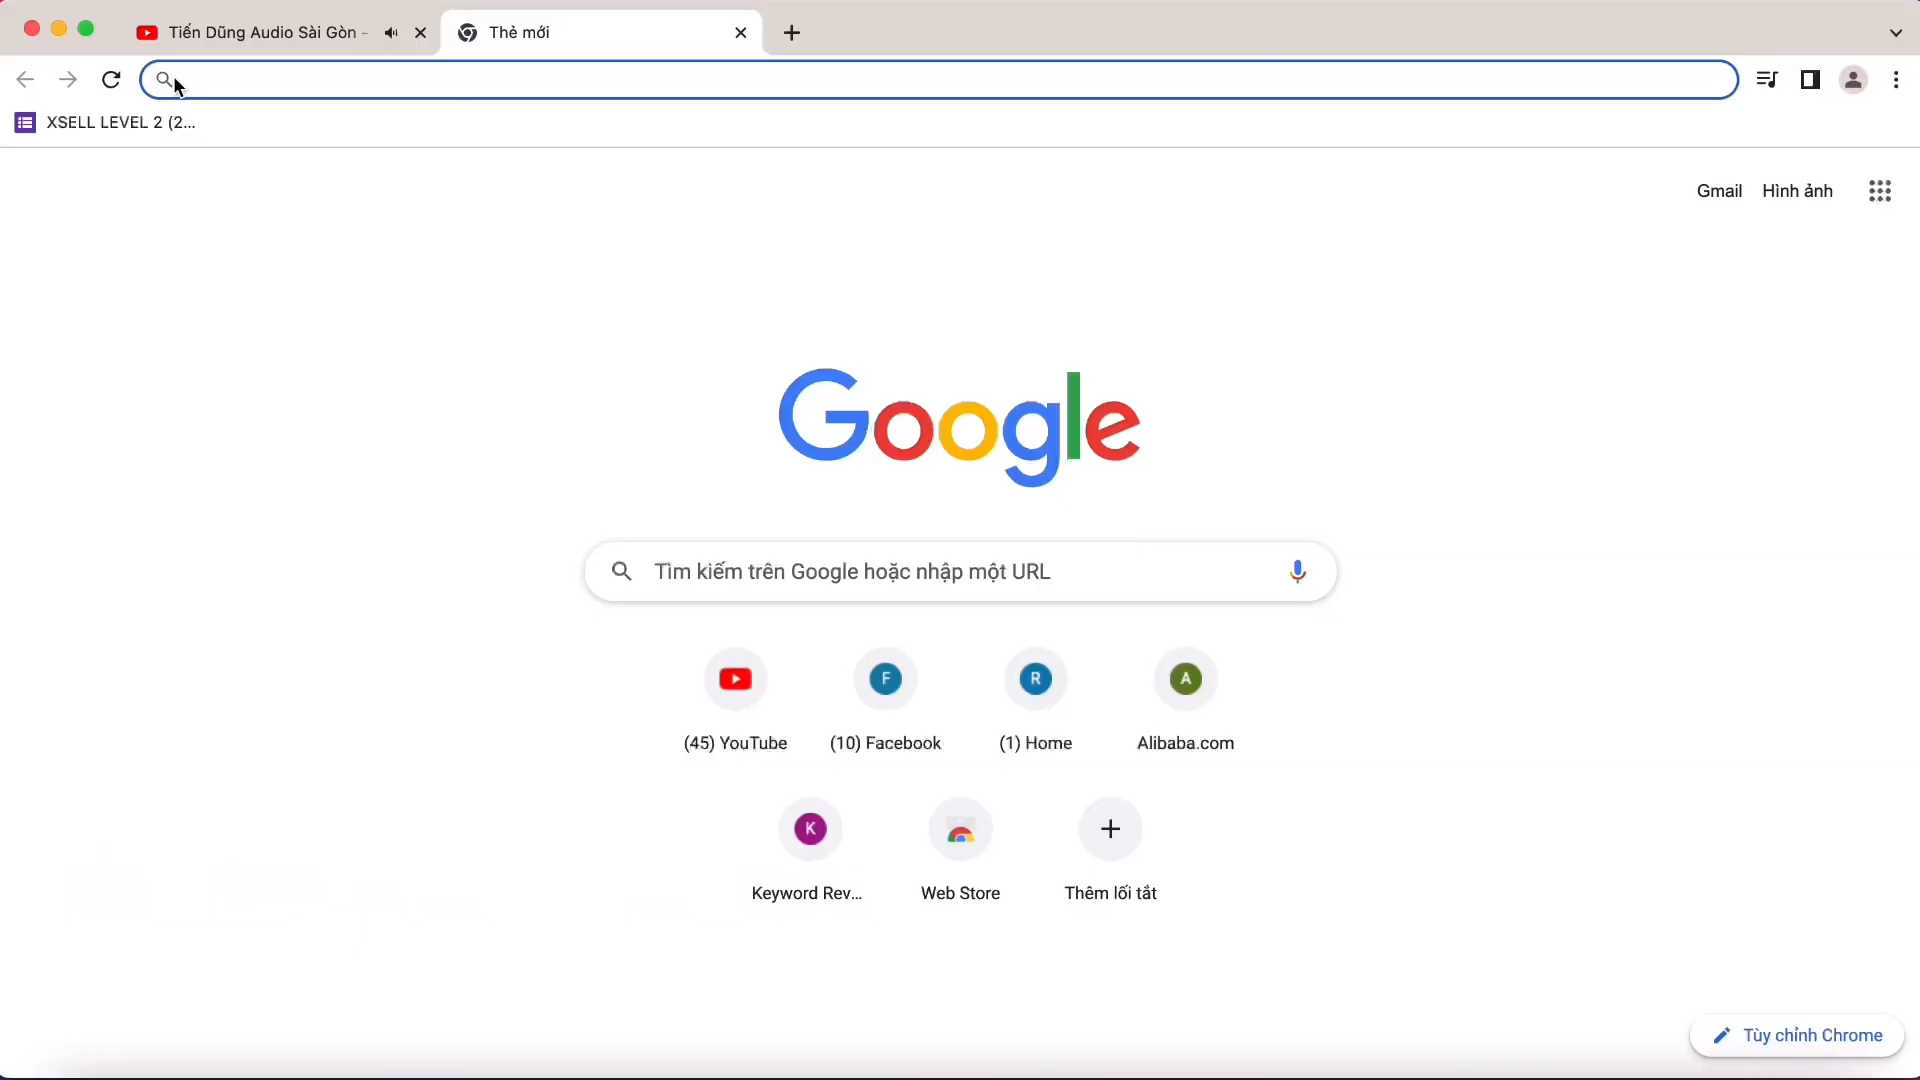 Tiến Dũng Audio Sài Gòn -
Thẻ mới
XSELL LEVEL 2 (2...
Gmail
Hình ảnh
Google
Tìm kiếm trên Google hoặc nhập một URL
F
R
A
(45) YouTube
(10) Facebook
(1) Home
Alibaba.com
K
Keyword Rev...
Web Store
Thêm lối tắt
Tùy chỉnh Chrome